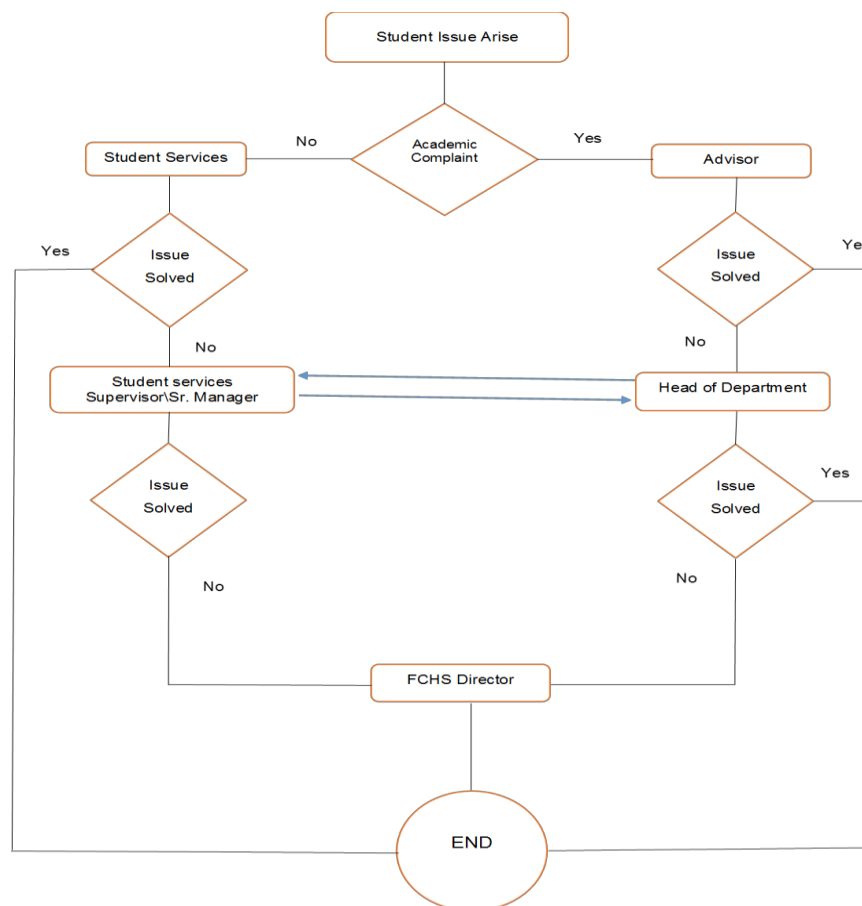 Student Issue Arise
No
Academic
Complaint
Yes
Student Services
Advisor
Yes
Issue
Solved
Issue
Solved
Ye
No
No
Student services
Supervisor\Sr. Manager
Head of Department
Issue
Solved
Issue
Solved
Yes
No
No
FCHS Director
END